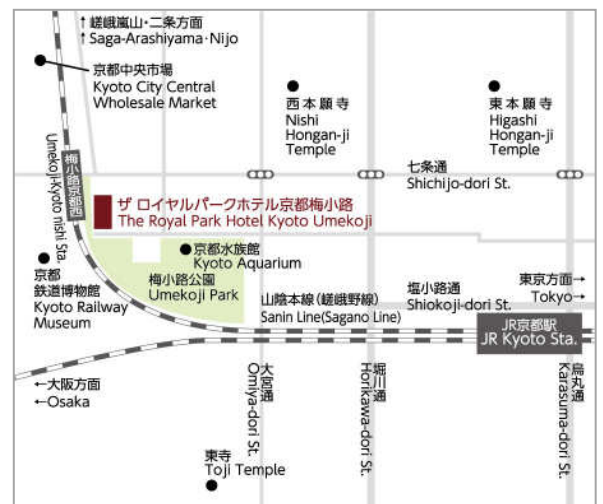 ↑嵯峨嵐山・二条方面
↑Saga-Arashiyama・Nijo
京都中央市場
Kyoto City Central
Wholesale Market
西本願寺
Nishi
Hongan-ji
Temple
東本願寺
Higashi
Hongan-ji
Temple
梅小路京都西
Umekoji-Kyoto nishi Sta.
七条通
Shichijo-dori St.
ザ ロイヤルパークホテル京都梅小路
The Royal Park Hotel Kyoto Umekoji
京都水族館
Kyoto Aquarium
梅小路公園
Umekoji Park
京都
鉄道博物館
Kyoto Railway
Museum
山陰本線(嵯峨野線)
Sanin Line(Sagano Line)
塩小路通
Shiokoji-dori St.
東京方面→
Tokyo→
JR京都駅
JR Kyoto Sta.
←大阪方面
←Osaka
大宮通
Omiya-dori St.
堀川通
Horikawa-dori St.
烏丸通
Karasuma-dori St.
東寺
Toji Temple